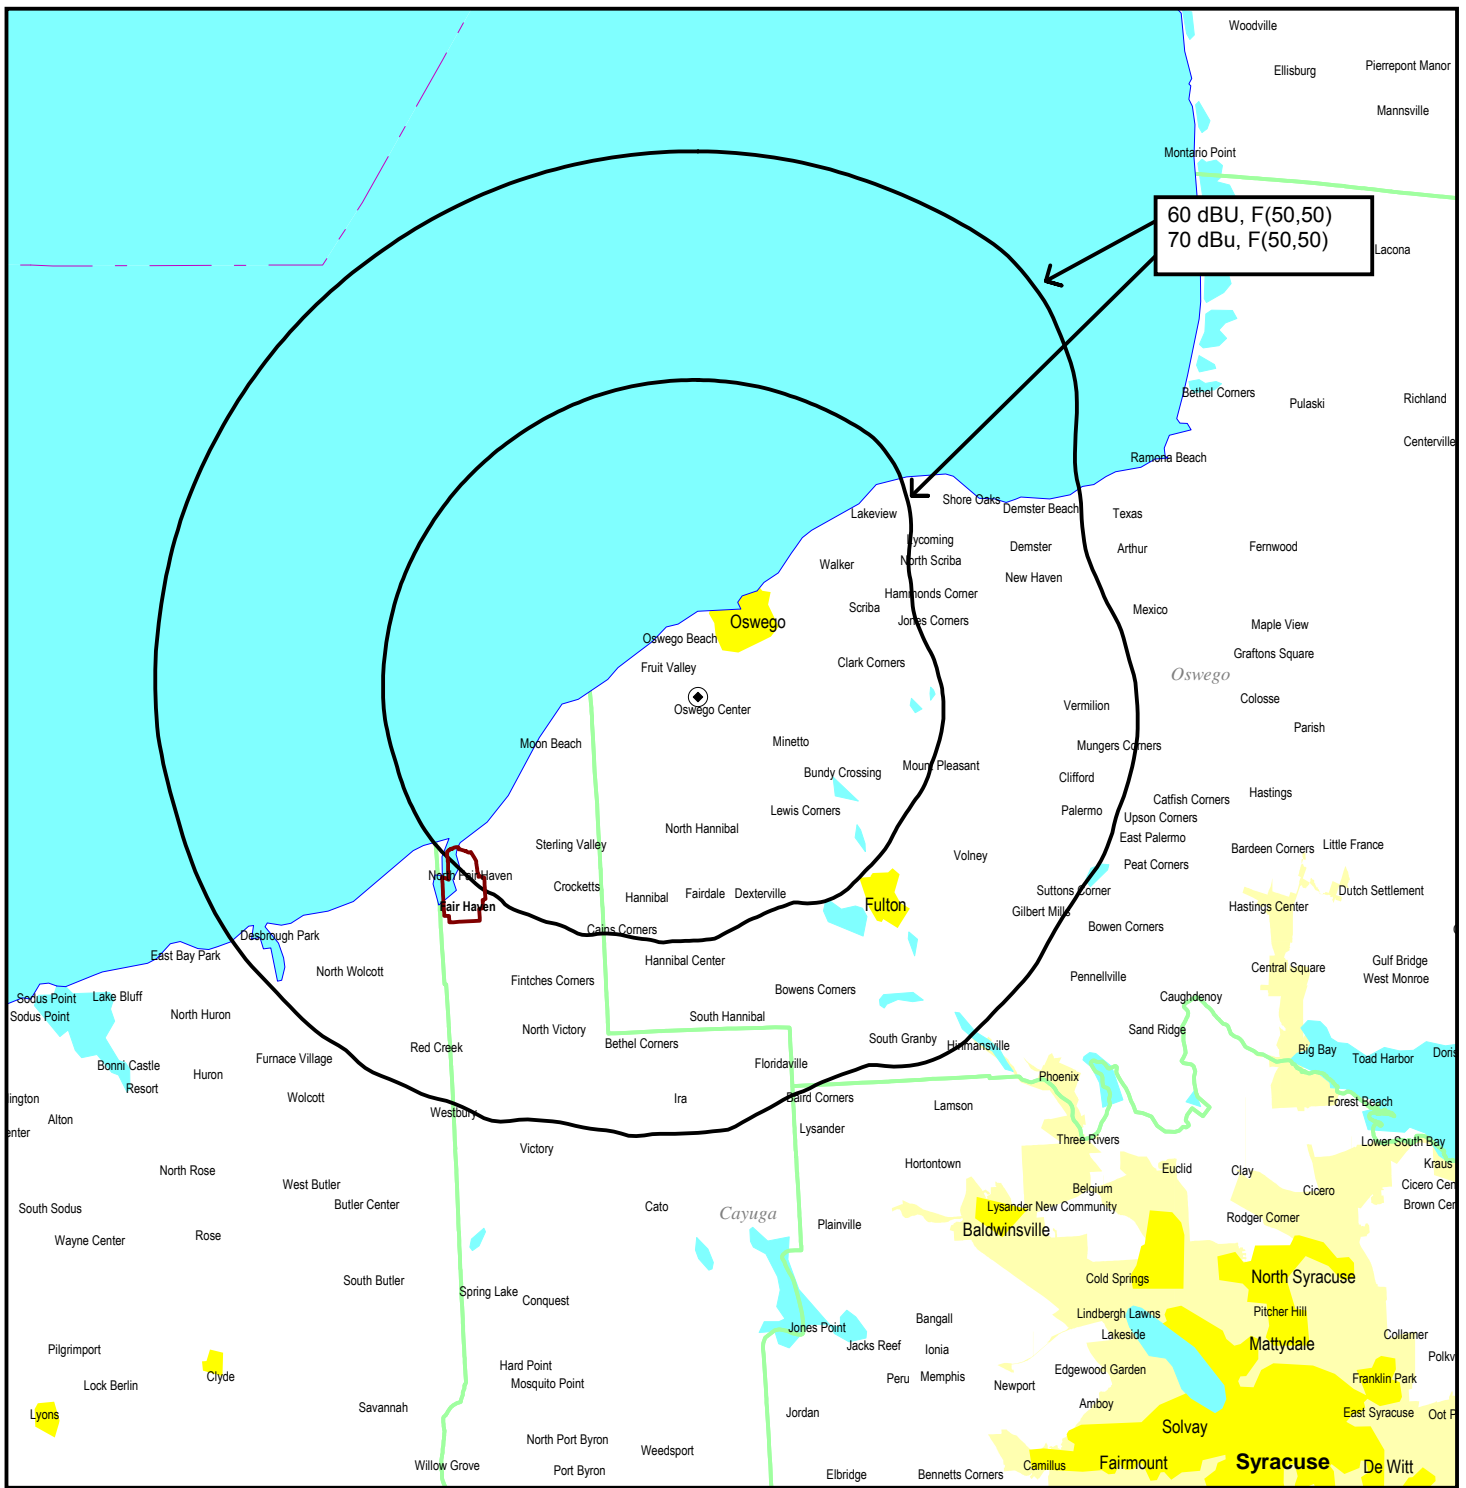 Woodville
Ellisburg
Pierrepont Manor
Mannsville
Montario Point
60 dBU, F(50,50)
70 dBu, F(50,50)
Lacona
Bethel Corners
Pulaski
Richland
Centerville
Ramona Beach
Shore Oaks
Demster Beach
Lakeview
Texas
Lycoming
Demster
Arthur
Fernwood
North Scriba
Walker
New Haven
Hammonds Corner
Scriba
Mexico
Jones Corners
Oswego
Maple View
Oswego Beach
Graftons Square
Fruit Valley
Clark Corners
Oswego
Colosse
Oswego Center
Vermilion
Parish
Moon Beach
Minetto
Mungers Corners
Bundy Crossing
Mount Pleasant
Clifford
Hastings
Catfish Corners
Lewis Corners
Palermo
Upson Corners
North Hannibal
East Palermo
Sterling Valley
Bardeen Corners
Little France
Volney
Peat Corners
North Fair Haven
Crocketts
Hannibal
Fairdale
Dexterville
Suttons Corner
Dutch Settlement
Fair Haven
Fulton
Gilbert Mills
Hastings Center
Cains Corners
Bowen Corners
Desbrough Park
East Bay Park
Hannibal Center
Gulf Bridge
North Wolcott
Central Square
Fintches Corners
Pennellville
West Monroe
Bowens Corners
Sodus Point
Lake Bluff
Caughdenoy
Sodus Point
North Huron
South Hannibal
North Victory
Sand Ridge
Bethel Corners
South Granby
Hinmansville
Red Creek
Big Bay
Toad Harbor
Doris
Furnace Village
Bonni Castle
Floridaville
Huron
Phoenix
Resort
Wolcott
Ira
Baird Corners
ington
Lamson
Forest Beach
Alton
Westbury
Lysander
enter
Three Rivers
Lower South Bay
Victory
Hortontown
Kraus
North Rose
Euclid
Clay
West Butler
Belgium
Cicero
Cicero Cen
Butler Center
Cato
Lysander New Community
Brown Cer
South Sodus
Cayuga
Plainville
Baldwinsville
Rodger Corner
Rose
Wayne Center
South Butler
Cold Springs
North Syracuse
Spring Lake
Conquest
Lindbergh Lawns
Pitcher Hill
Bangall
Jones Point
Lakeside
Collamer
Jacks Reef
Mattydale
Pilgrimport
Ionia
Polkv
Hard Point
Edgewood Garden
Clyde
Peru
Memphis
Franklin Park
Lock Berlin
Mosquito Point
Newport
Amboy
Savannah
Jordan
East Syracuse
Oot P
Lyons
Solvay
North Port Byron
Weedsport
Willow Grove
Port Byron
Elbridge
Bennetts Corners
Camillus
Fairmount
Syracuse
De Witt